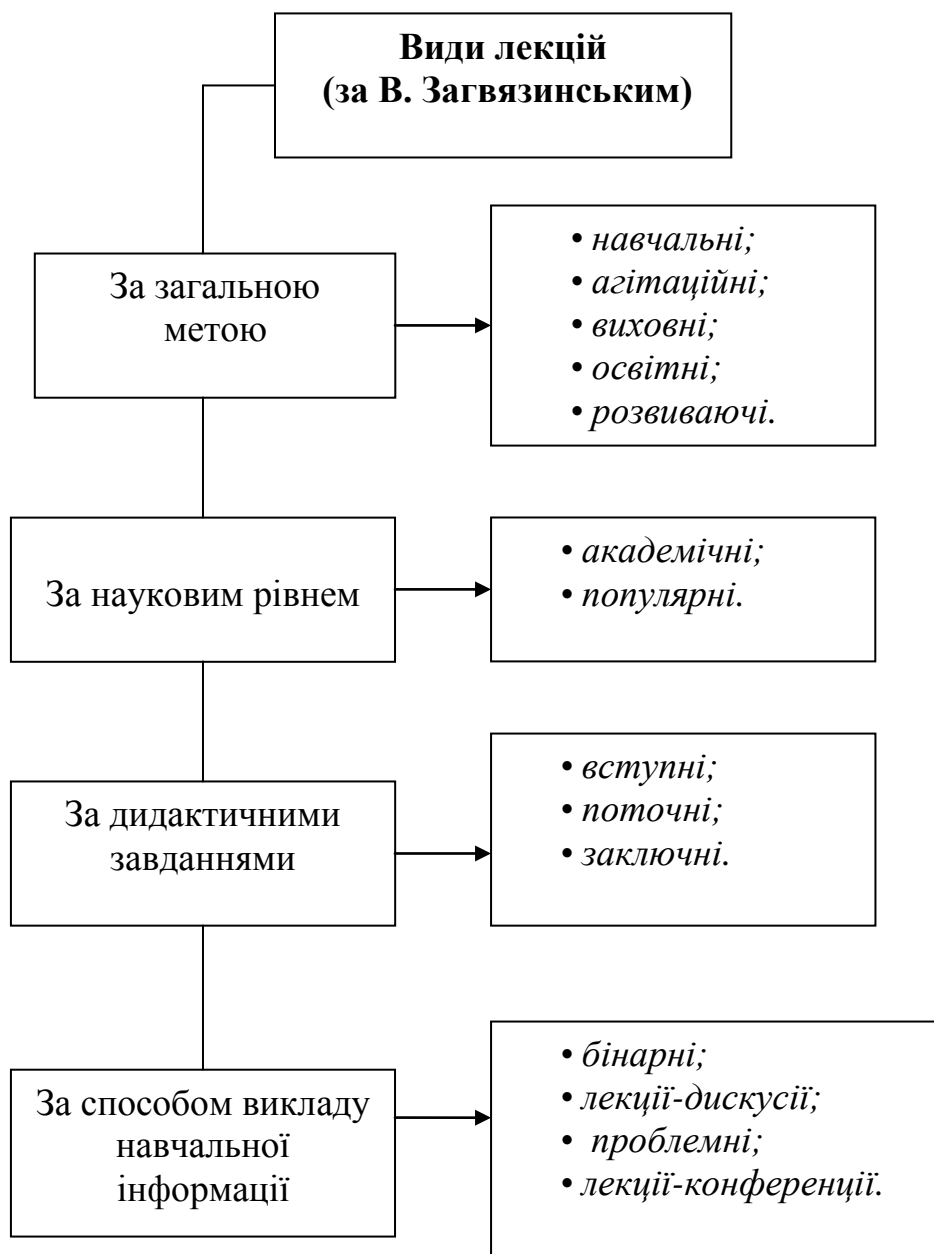 Види лекцій
(за В. Загвязинським)
За загальною
метою
• навчальні;
• агітаційні;
• виховні;
• освітні;
• розвиваючі.
За науковим рівнем
• академічні;
• популярні.
За дидактичними
завданнями
• вступні;
• поточні;
• заключні.
За способом викладу
навчальної
інформації
• бінарні;
• лекції-дискусії;
• проблемні;
• лекції-конференції.